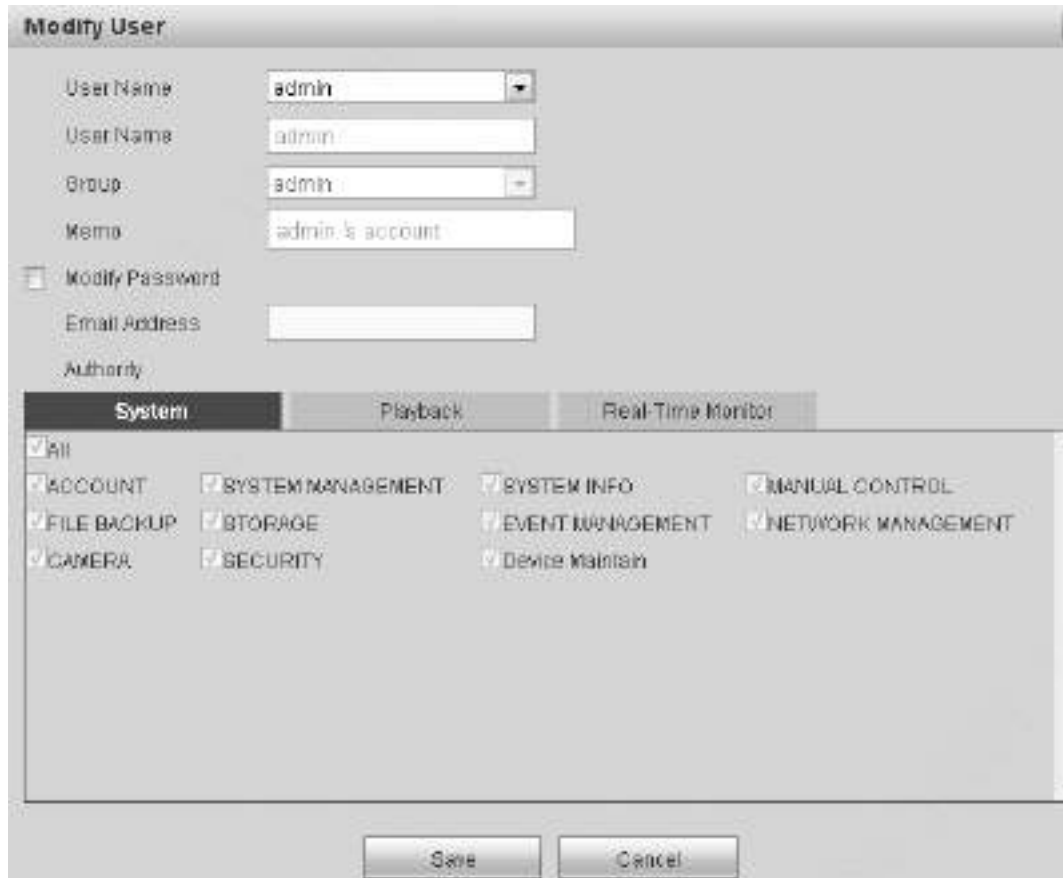 Modify User
User Name admin
User Name admin
Group admin
Memo admin 's account
Modify Password
Email Address
Authority
System Playback Real-Time Monitor
All
ACCOUNT SYSTEM MANAGEMENT SYSTEM INFO MANUAL CONTROL
FILE BACKUP STORAGE EVENT MANAGEMENT NETWORK MANAGEMENT
CAMERA SECURITY Device Maintain
Save Cancel